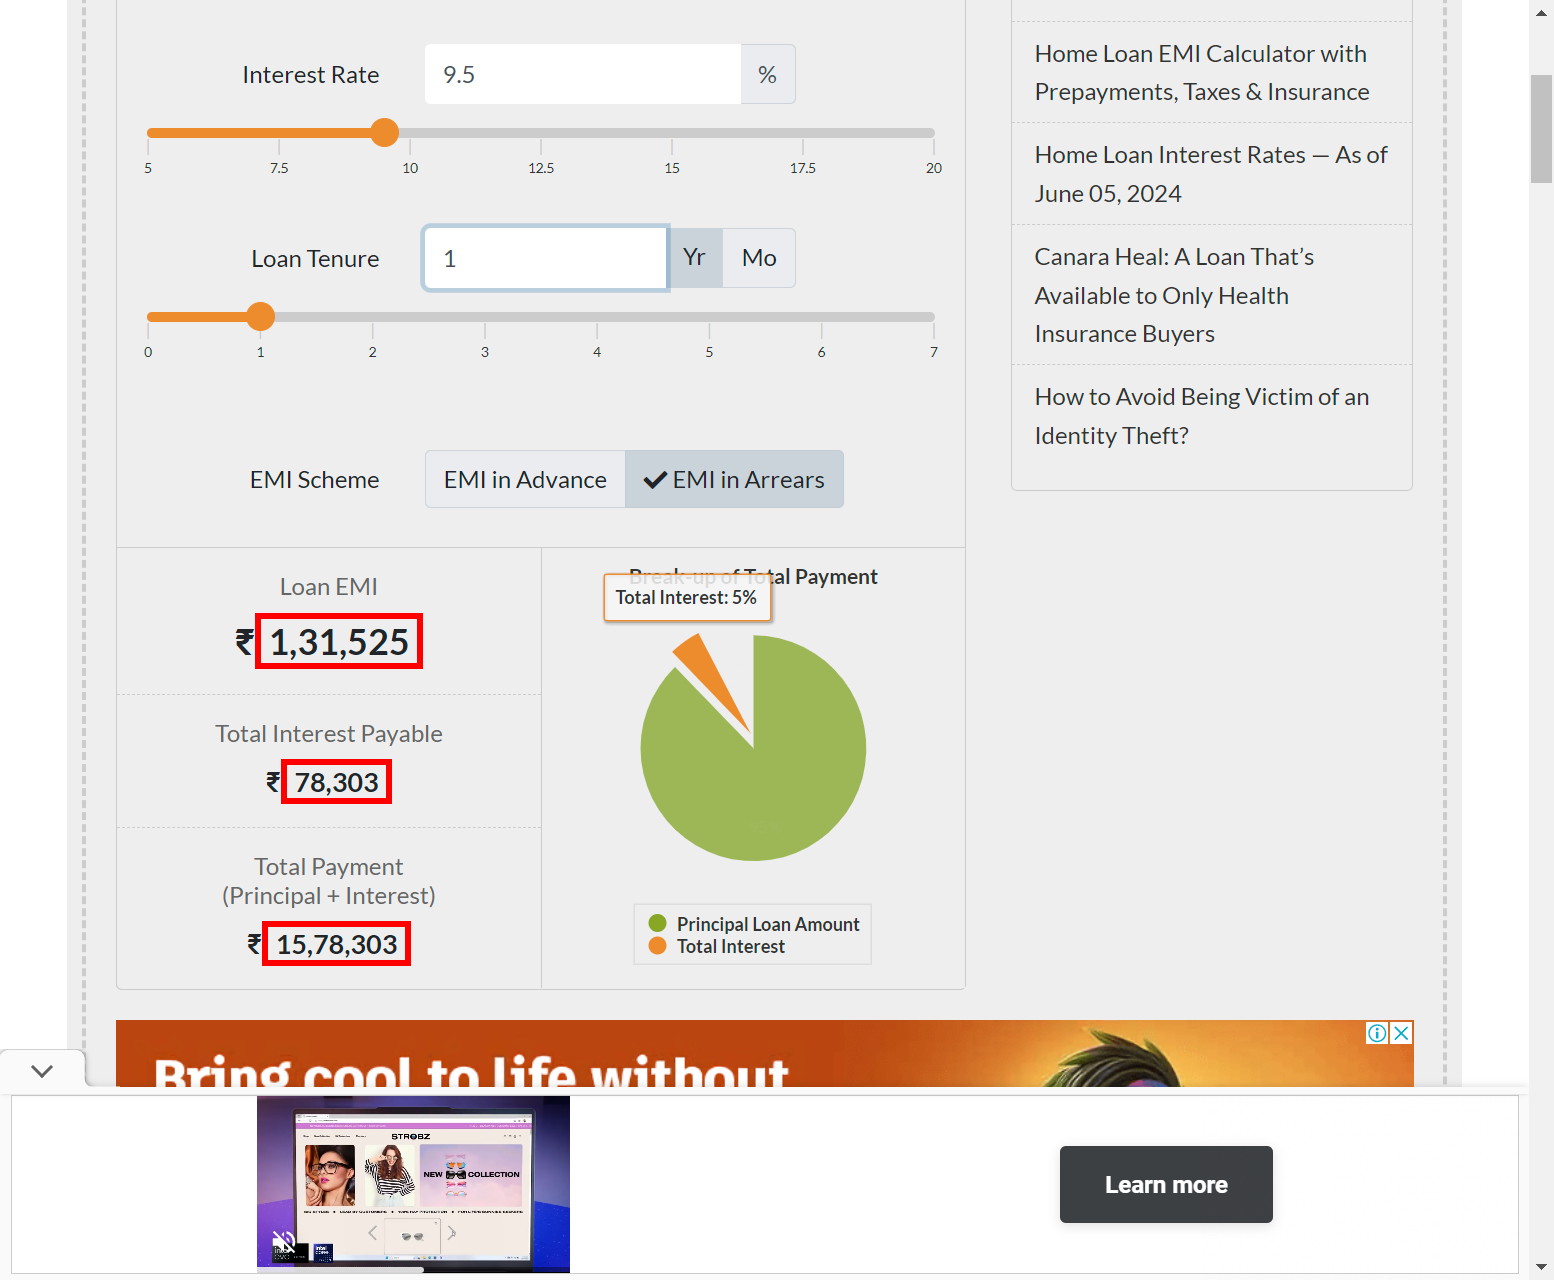 Interest Rate
9.5
%
5
7.5
10
12.5
15
17.5
20
Loan Tenure
1
Yr
Mo
0
1
2
3
4
5
6
7
EMI Scheme
EMI in Advance
EMI in Arrears
Loan EMI
₹ 1,31,525
Total Interest Payable
₹ 78,303
Total Payment
(Principal + Interest)
₹ 15,78,303
Break-up of Total Payment
Total Interest: 5%
Principal Loan Amount
Total Interest
Home Loan EMI Calculator with
Prepayments, Taxes & Insurance
Home Loan Interest Rates — As of
June 05, 2024
Canara Heal: A Loan That’s
Available to Only Health
Insurance Buyers
How to Avoid Being Victim of an
Identity Theft?
Bring cool to life without
STROBZ
NEW COLLECTION
Learn more